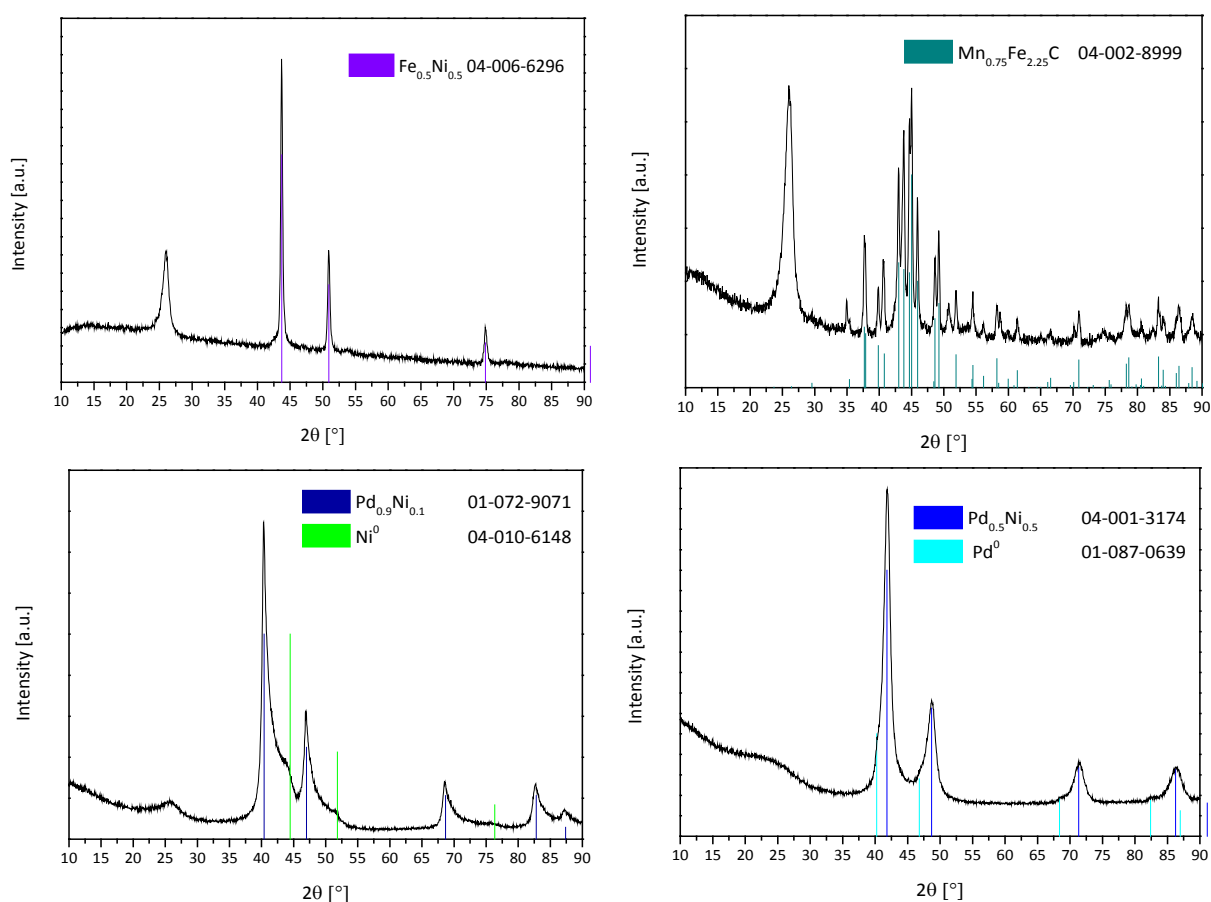 Fe0.5Ni0.5 04-006-6296
Intensity [a.u.]
10 15 20 25 30 35 40 45 50 55 60 65 70 75 80 85 90
2θ [°]
Mn0.75Fe2.25C 04-002-8999
Intensity [a.u.]
10 15 20 25 30 35 40 45 50 55 60 65 70 75 80 85 90
2θ [°]
Pd0.9Ni0.1 01-072-9071
Ni0 04-010-6148
Intensity [a.u.]
10 15 20 25 30 35 40 45 50 55 60 65 70 75 80 85 90
2θ [°]
Pd0.5Ni0.5 04-001-3174
Pd0 01-087-0639
Intensity [a.u.]
10 15 20 25 30 35 40 45 50 55 60 65 70 75 80 85 90
2θ [°]